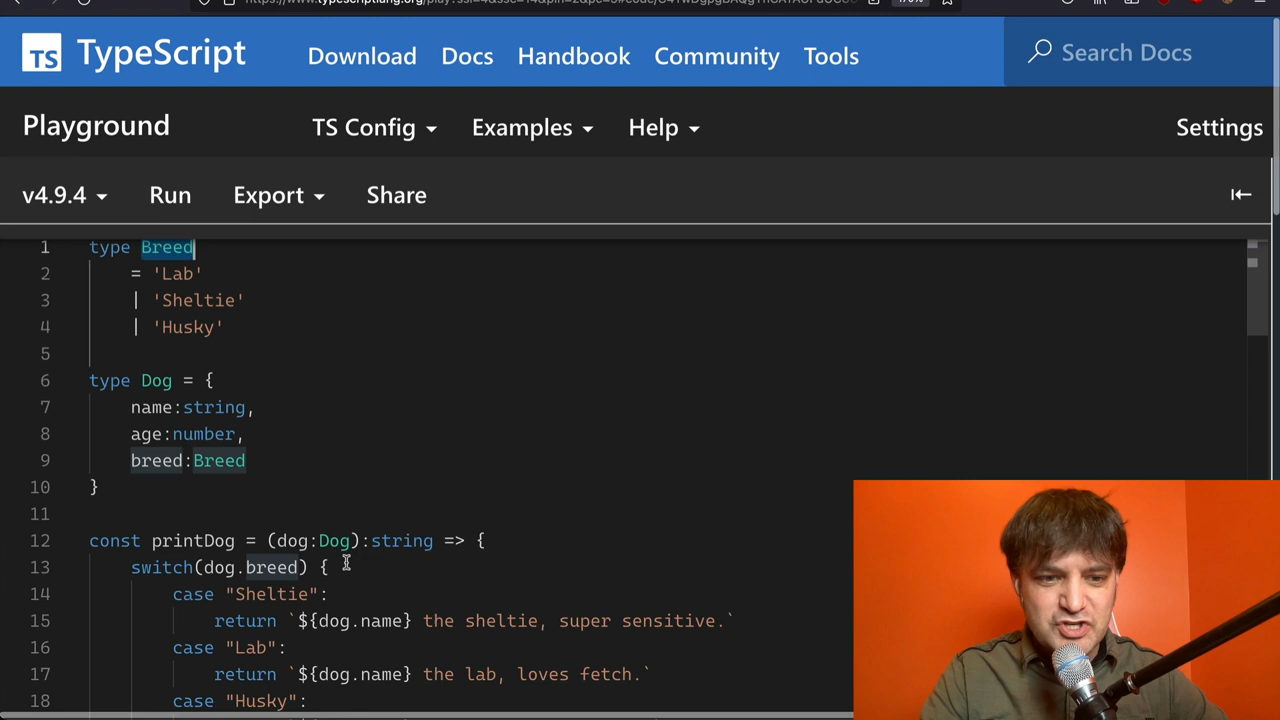 TS TypeScript Download Docs Handbook Community Tools Search Docs
Playground TS Config Examples Help Settings
v4.9.4 Run Export Share
1 type Breed
2 = 'Lab'
3 | 'Sheltie'
4 | 'Husky'
5
6 type Dog = {
7 name:string,
8 age:number,
9 breed:Breed
10 }
11
12 const printDog = (dog:Dog):string => {
13 switch(dog.breed) {
14 case "Sheltie":
15 return `${dog.name} the sheltie, super sensitive.`
16 case "Lab":
17 return `${dog.name} the lab, loves fetch.`
18 case "Husky":